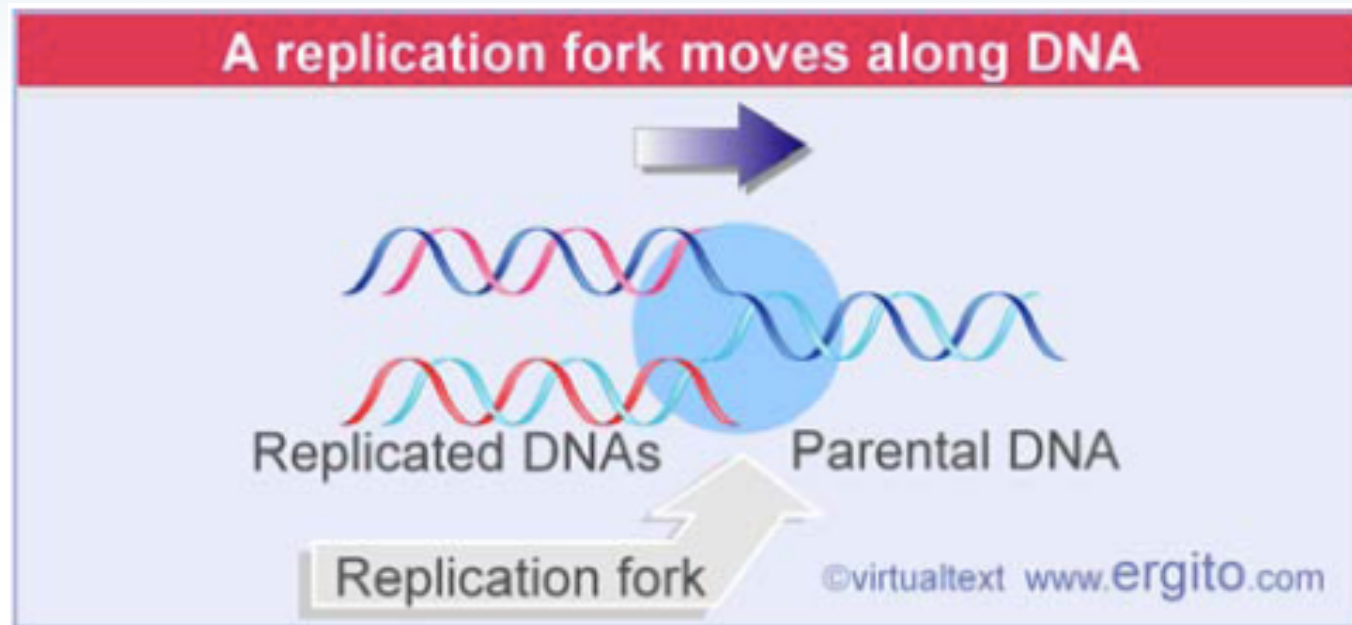 A replication fork moves along DNA
Replicated DNAs
Parental DNA
Replication fork
©virtualtext www.ergito.com